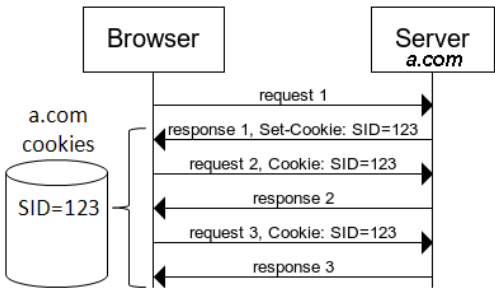 Browser
Server
a.com
request 1
a.com
cookies
response 1, Set-Cookie: SID=123
request 2, Cookie: SID=123
SID=123
response 2
request 3, Cookie: SID=123
response 3